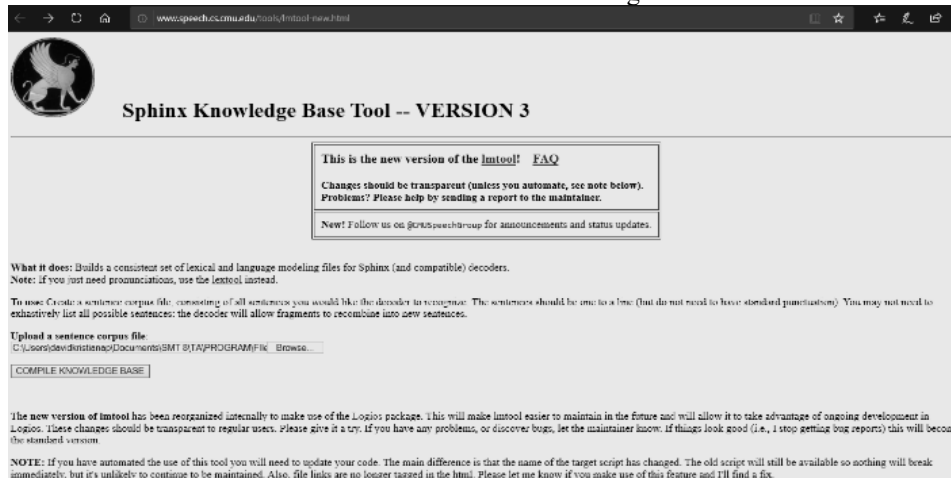 www.speech.cs.cmu.edu/tools/lmtool-new.html
Sphinx Knowledge Base Tool -- VERSION 3
This is the new version of the lmtool! FAQ
Changes should be transparent (unless you automate, see note below).
Problems? Please help by sending a report to the maintainer.
New! Follow us on @CMUSpeechGroup for announcements and status updates.
What it does: Builds a consistent set of lexical and language modeling files for Sphinx (and compatible) decoders.
Note: If you just need pronunciations, use the lextool instead.
To use: Create a sentence corpus file, consisting of all sentences you would like the decoder to recognize. The sentences should be one to a line (but do not need to have standard punctuation). You may not need to
exhastively list all possible sentences: the decoder will allow fragments to recombine into new sentences.
Upload a sentence corpus file:
C:\Users\davidkristianap\Documents\SMT 8\TA\PROGRAM\File Browse...
COMPILE KNOWLEDGE BASE
The new version of lmtool has been reorganized internally to make use of the Logios package. This will make lmtool easier to maintain in the future and will allow it to take advantage of ongoing development in
Logios. These changes should be transparent to regular users. Please give it a try. If you have any problems, or discover bugs, let the maintainer know. If things look good (i.e., I stop getting bug reports) this will becom
the standard version.
NOTE: If you have automated the use of this tool you will need to update your code. The main difference is that the name of the target script has changed. The old script will still be available so nothing will break
immediately, but it's unlikely to continue to be maintained. Also, file links are no longer tagged in the html. Please let me know if you make use of this feature and I'll find a fix.